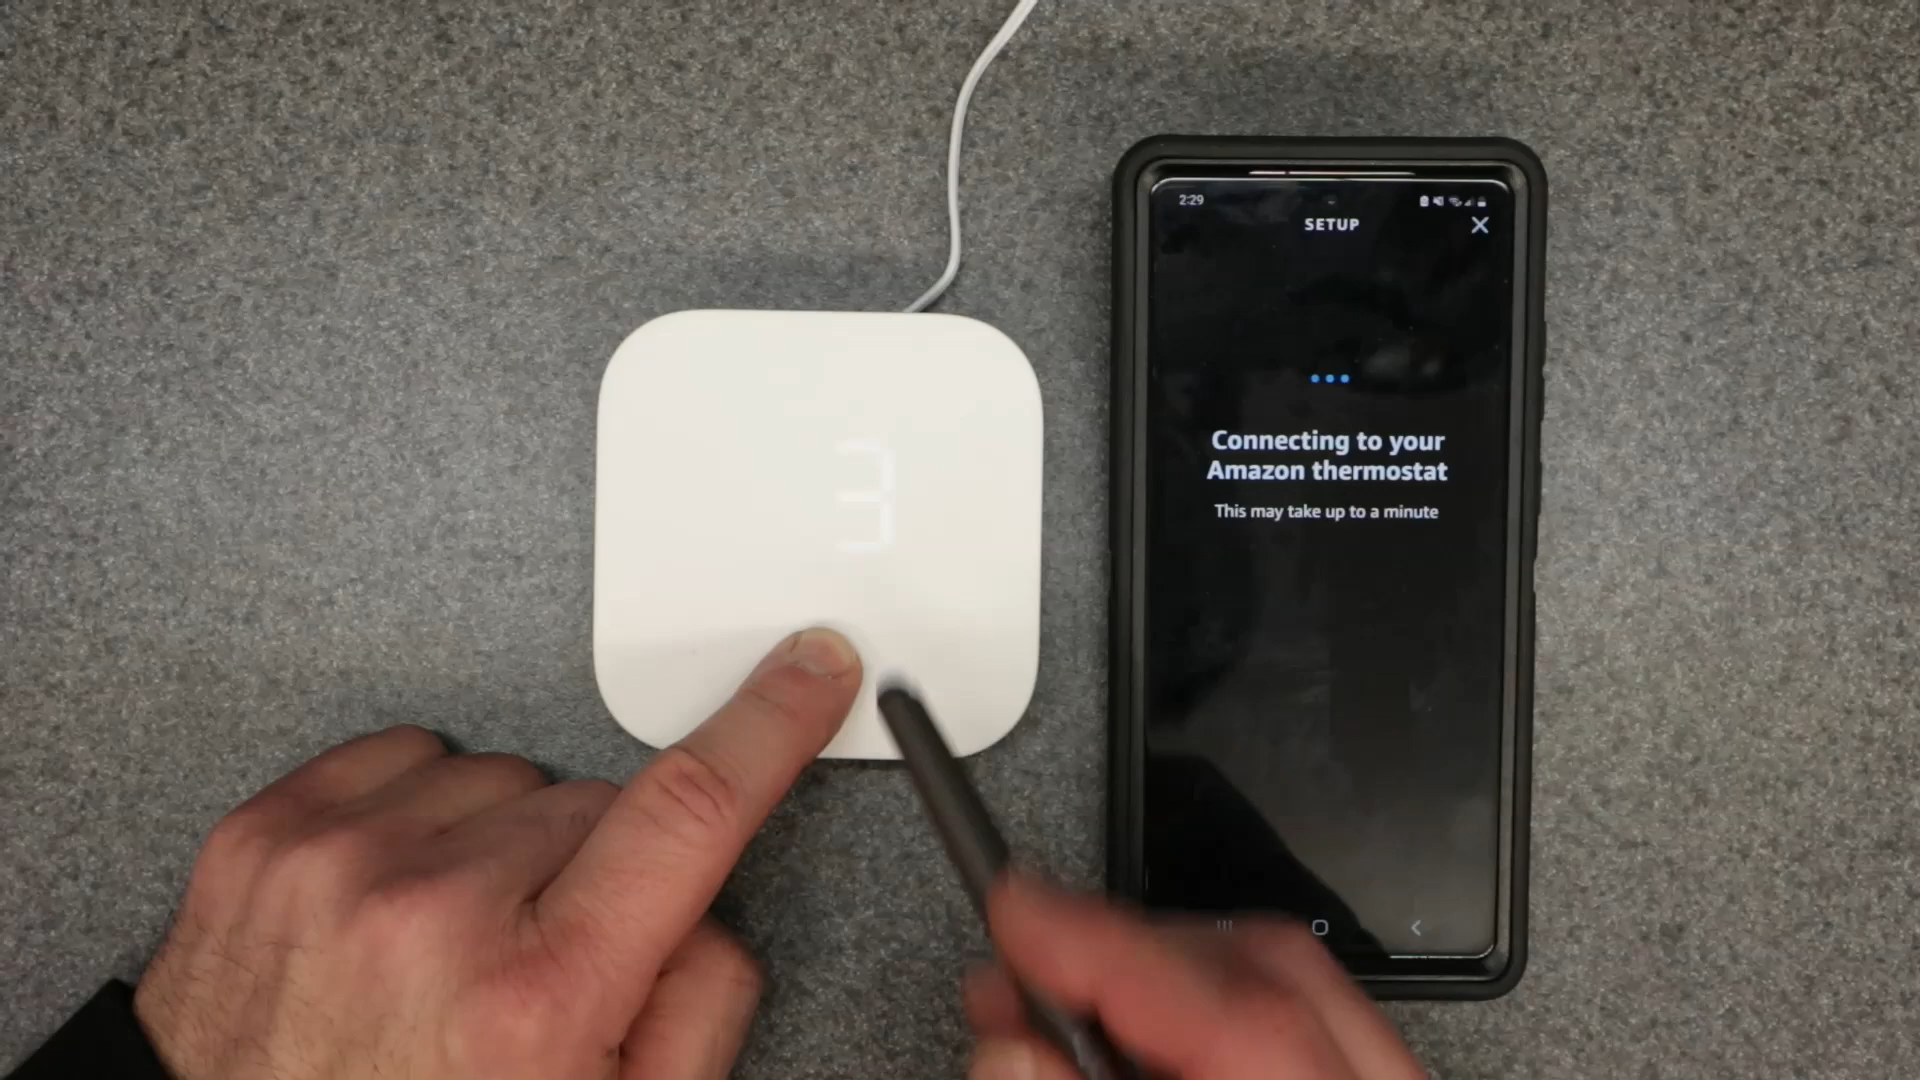 3
2:29
SETUP
Connecting to your
Amazon thermostat
This may take up to a minute